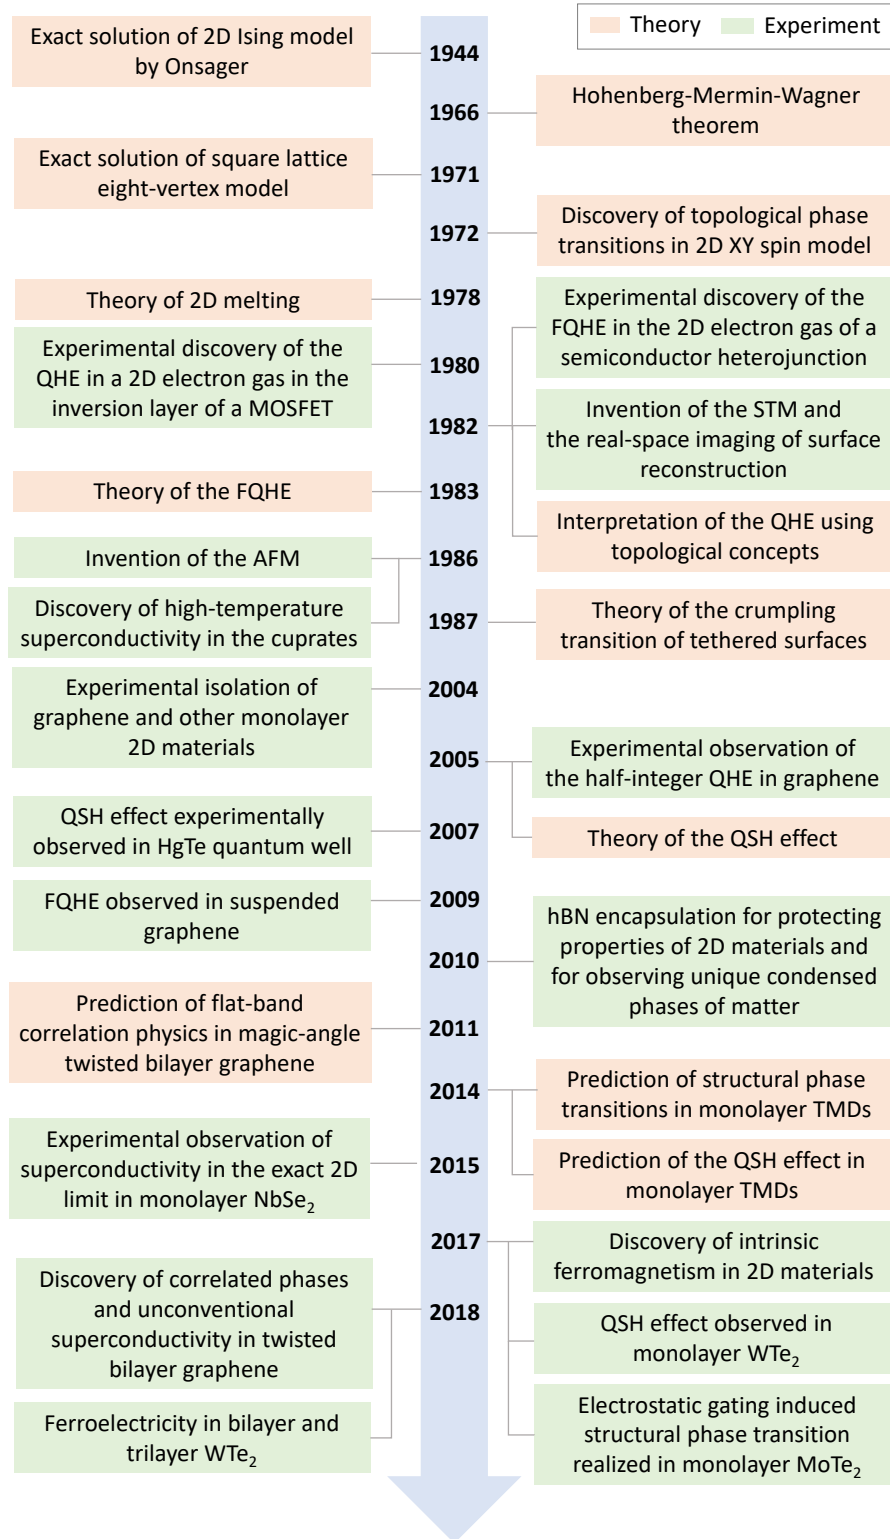 Theory
Experiment
Exact solution of 2D Ising model
by Onsager
1944
1966
Hohenberg-Mermin-Wagner
theorem
Exact solution of square lattice
eight-vertex model
1971
1972
Discovery of topological phase
transitions in 2D XY spin model
Theory of 2D melting
1978
Experimental discovery of the
QHE in a 2D electron gas in the
inversion layer of a MOSFET
1980
1982
Experimental discovery of the
FQHE in the 2D electron gas of a
semiconductor heterojunction
Invention of the STM and
the real-space imaging of surface
reconstruction
Interpretation of the QHE using
topological concepts
Theory of the FQHE
1983
Invention of the AFM
1986
Discovery of high-temperature
superconductivity in the cuprates
1987
Theory of the crumpling
transition of tethered surfaces
Experimental isolation of
graphene and other monolayer
2D materials
2004
2005
Experimental observation of
the half-integer QHE in graphene
Theory of the QSH effect
QSH effect experimentally
observed in HgTe quantum well
2007
FQHE observed in suspended
graphene
2009
2010
hBN encapsulation for protecting
properties of 2D materials and
for observing unique condensed
phases of matter
Prediction of flat-band
correlation physics in magic-angle
twisted bilayer graphene
2011
2014
Prediction of structural phase
transitions in monolayer TMDs
Prediction of the QSH effect in
monolayer TMDs
Experimental observation of
superconductivity in the exact 2D
limit in monolayer NbSe₂
2015
2017
Discovery of intrinsic
ferromagnetism in 2D materials
QSH effect observed in
monolayer WTe₂
Electrostatic gating induced
structural phase transition
realized in monolayer MoTe₂
Discovery of correlated phases
and unconventional
superconductivity in twisted
bilayer graphene
2018
Ferroelectricity in bilayer and
trilayer WTe₂